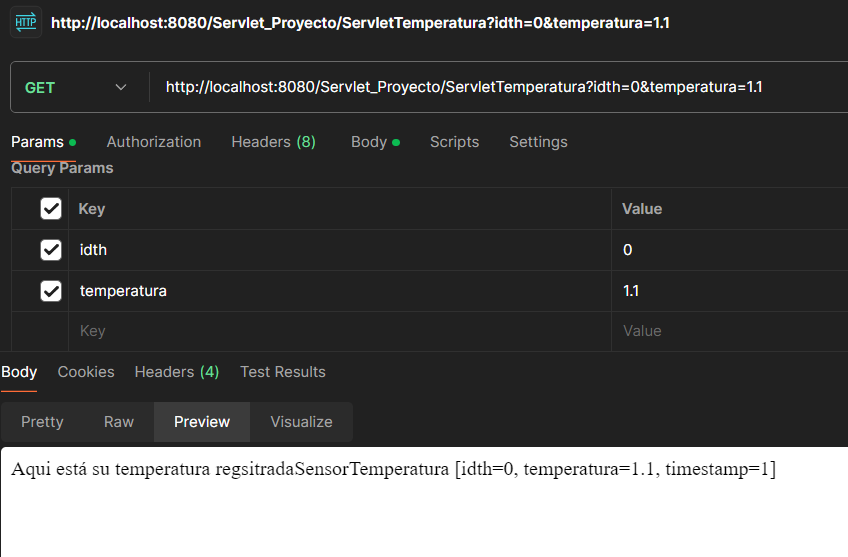 HTTP http://localhost:8080/Servlet_Proyecto/ServletTemperatura?idth=0&temperatura=1.1
GET http://localhost:8080/Servlet_Proyecto/ServletTemperatura?idth=0&temperatura=1.1
Params Authorization Headers (8) Body Scripts Settings
Query Params
Key Value
idth 0
temperatura 1.1
Key Value
Body Cookies Headers (4) Test Results
Pretty Raw Preview Visualize
Aqui está su temperatura regsitradaSensorTemperatura [idth=0, temperatura=1.1, timestamp=1]